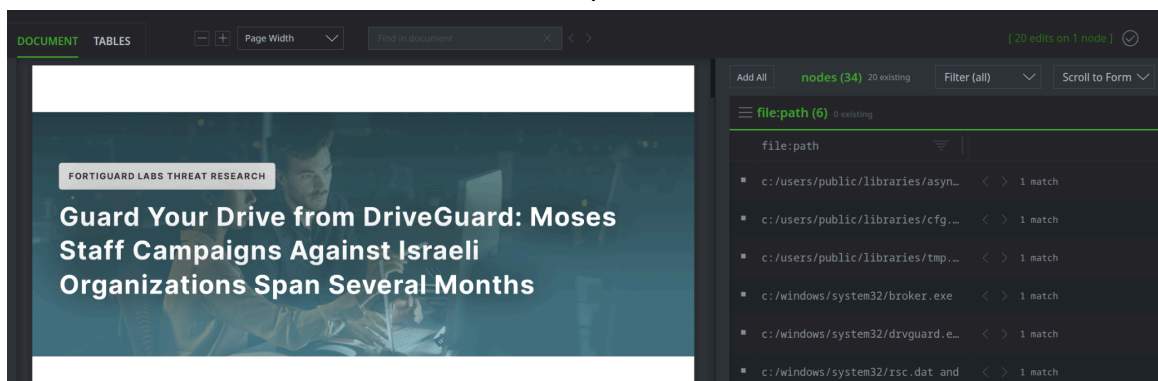 DOCUMENT TABLES Page Width Find in document [ 20 edits on 1 node ]
Add All nodes (34) 20 existing Filter (all) Scroll to Form
file:path (6) 0 existing
file:path
FORTIGUARD LABS THREAT RESEARCH
Guard Your Drive from DriveGuard: Moses
Staff Campaigns Against Israeli
Organizations Span Several Months
c:/users/public/libraries/asyn… 1 match
c:/users/public/libraries/cfg.… 1 match
c:/users/public/libraries/tmp.… 1 match
c:/windows/system32/broker.exe 1 match
c:/windows/system32/drvguard.e… 1 match
c:/windows/system32/rsc.dat and 1 match